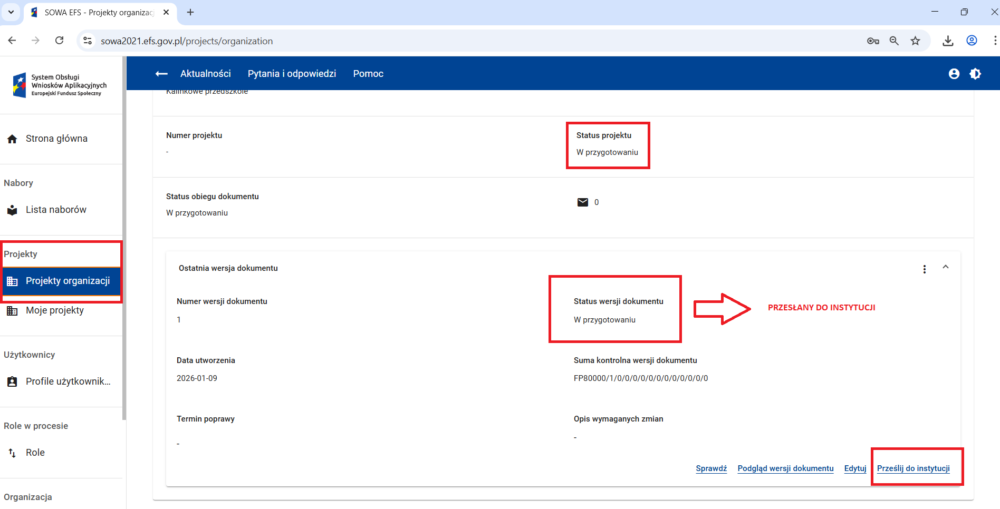 SOWA EFS - Projekty organizac
sowa2021.efs.gov.pl/projects/organization
System Obsługi
Wniosków Aplikacyjnych
Europejski Fundusz Społeczny
Aktualności Pytania i odpowiedzi Pomoc
Kalinkowe przedszkole
Strona główna
Nabory
Lista naborów
Projekty
Projekty organizacji
Moje projekty
Użytkownicy
Profile użytkownik...
Role w procesie
Role
Organizacja
Numer projektu
-
Status projektu
W przygotowaniu
Status obiegu dokumentu
W przygotowaniu
0
Ostatnia wersja dokumentu
Numer wersji dokumentu
1
Status wersji dokumentu
W przygotowaniu
PRZESŁANY DO INSTYTUCJI
Data utworzenia
2026-01-09
Suma kontrolna wersji dokumentu
FP80000/1/0/0/0/0/0/0/0/0/0/0/0/0
Termin poprawy
-
Opis wymaganych zmian
-
Sprawdź Podgląd wersji dokumentu Edytuj Prześlij do instytucji